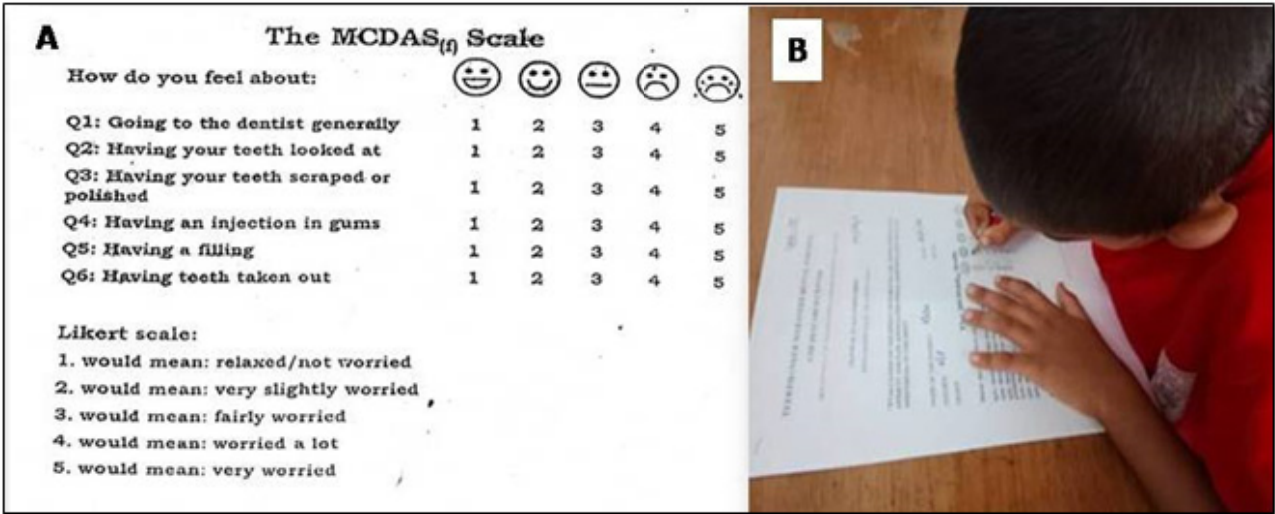 A
The MCDAS(f) Scale
How do you feel about:
Q1: Going to the dentist generally 1 2 3 4 5
Q2: Having your teeth looked at 1 2 3 4 5
Q3: Having your teeth scraped or
polished 1 2 3 4 5
Q4: Having an injection in gums 1 2 3 4 5
Q5: Having a filling 1 2 3 4 5
Q6: Having teeth taken out 1 2 3 4 5
Likert scale:
1. would mean: relaxed/not worried
2. would mean: very slightly worried
3. would mean: fairly worried
4. would mean: worried a lot
5. would mean: very worried
B